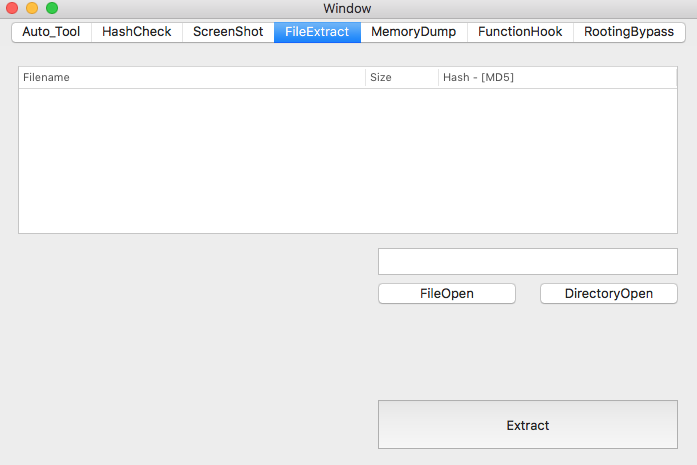 Window
Auto_Tool HashCheck ScreenShot FileExtract MemoryDump FunctionHook RootingBypass
Filename Size Hash - [MD5]
FileOpen DirectoryOpen
Extract